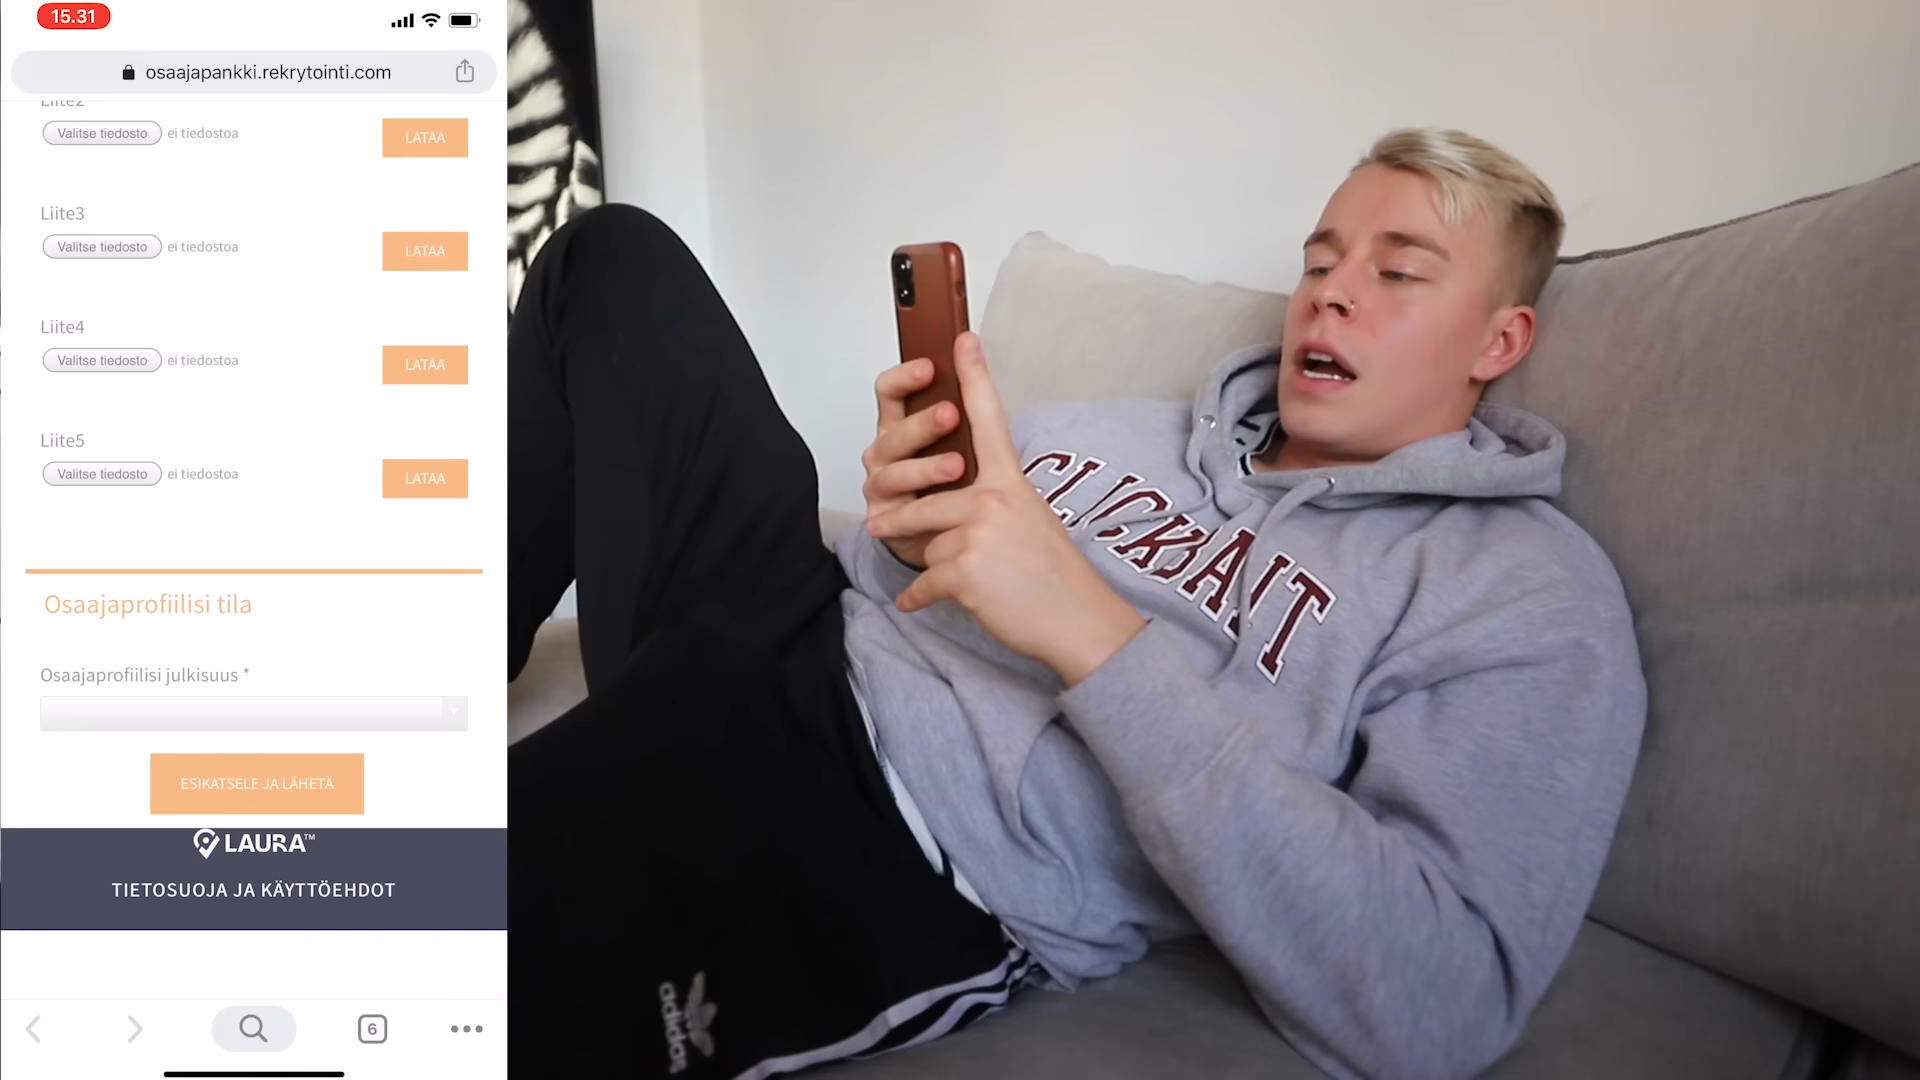 15.31
osaajapankki.rekrytointi.com
Liite2
Valitse tiedosto ei tiedostoa
LATAA
Liite3
Valitse tiedosto ei tiedostoa
LATAA
Liite4
Valitse tiedosto ei tiedostoa
LATAA
Liite5
Valitse tiedosto ei tiedostoa
LATAA
Osaajaprofiilisi tila
Osaajaprofiilisi julkisuus *
ESIKATSELE JA LÄHETÄ
LAURA™
TIETOSUOJA JA KÄYTTÖEHDOT
6
CLICKBAIT
adidas